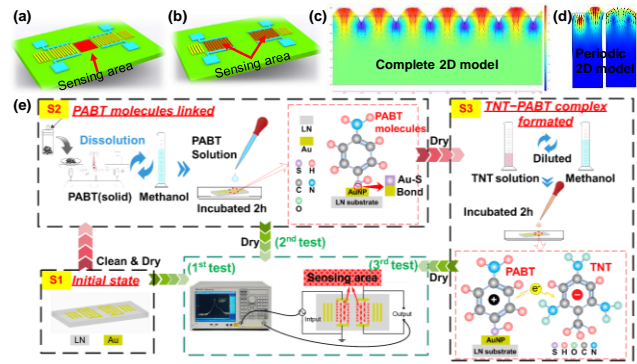 (a)
Sensing area
(b)
Sensing area
(c)
Complete 2D model
(d)
Periodic
2D model
(e)
S2
PABT molecules linked
Dissolution
PABT(solid)
Methanol
PABT
Solution
Incubated 2h
LN
Au
S
H
C
N
O
PABT
molecules
Au-S
Bond
AuNP
LN substrate
Dry
S3
TNT-PABT complex
formated
Diluted
TNT solution
Methanol
Incubated 2h
PABT
TNT
e⁻
AuNP
LN substrate
S H O C N
Clean & Dry
Dry
(2nd test)
S1
Initial state
LN
Au
(1st test)
Sensing area
(3rd test)
Dry
Intput
Output